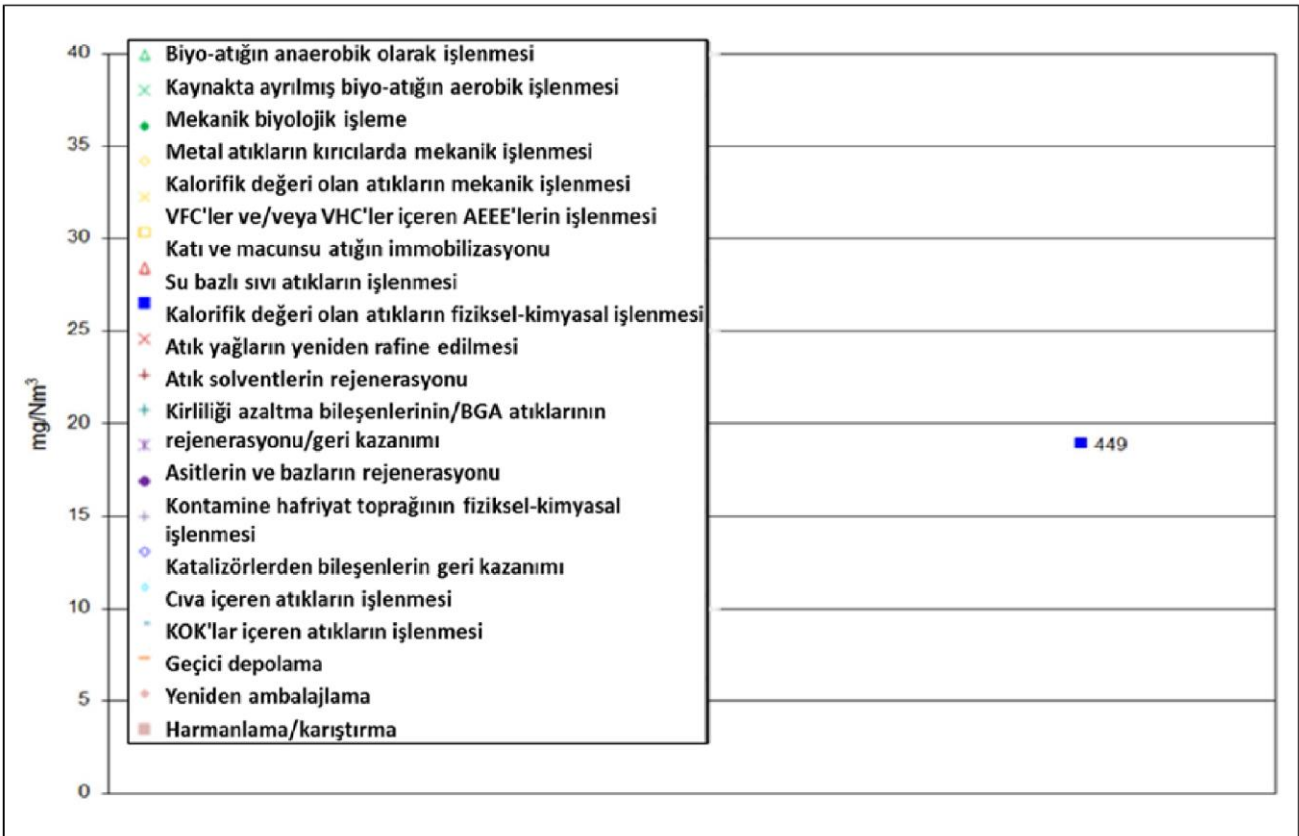 40
35
30
25
20
15
10
5
0
mg/Nm³
Biyo-atığın anaerobik olarak işlenmesi
Kaynakta ayrılmış biyo-atığın aerobik işlenmesi
Mekanik biyolojik işleme
Metal atıkların kırıcılarda mekanik işlenmesi
Kalorifik değeri olan atıkların mekanik işlenmesi
VFC'ler ve/veya VHC'ler içeren AEEE'lerin işlenmesi
Katı ve macunsu atığın immobilizasyonu
Su bazlı sıvı atıkların işlenmesi
Kalorifik değeri olan atıkların fiziksel-kimyasal işlenmesi
Atık yağların yeniden rafine edilmesi
Atık solventlerin rejenerasyonu
Kirliliği azaltma bileşenlerinin/BGA atıklarının
rejenerasyonu/geri kazanımı
Asitlerin ve bazların rejenerasyonu
Kontamine hafriyat toprağının fiziksel-kimyasal
işlenmesi
Katalizörlerden bileşenlerin geri kazanımı
Cıva içeren atıkların işlenmesi
KOK'lar içeren atıkların işlenmesi
Geçici depolama
Yeniden ambalajlama
Harmanlama/karıştırma
449